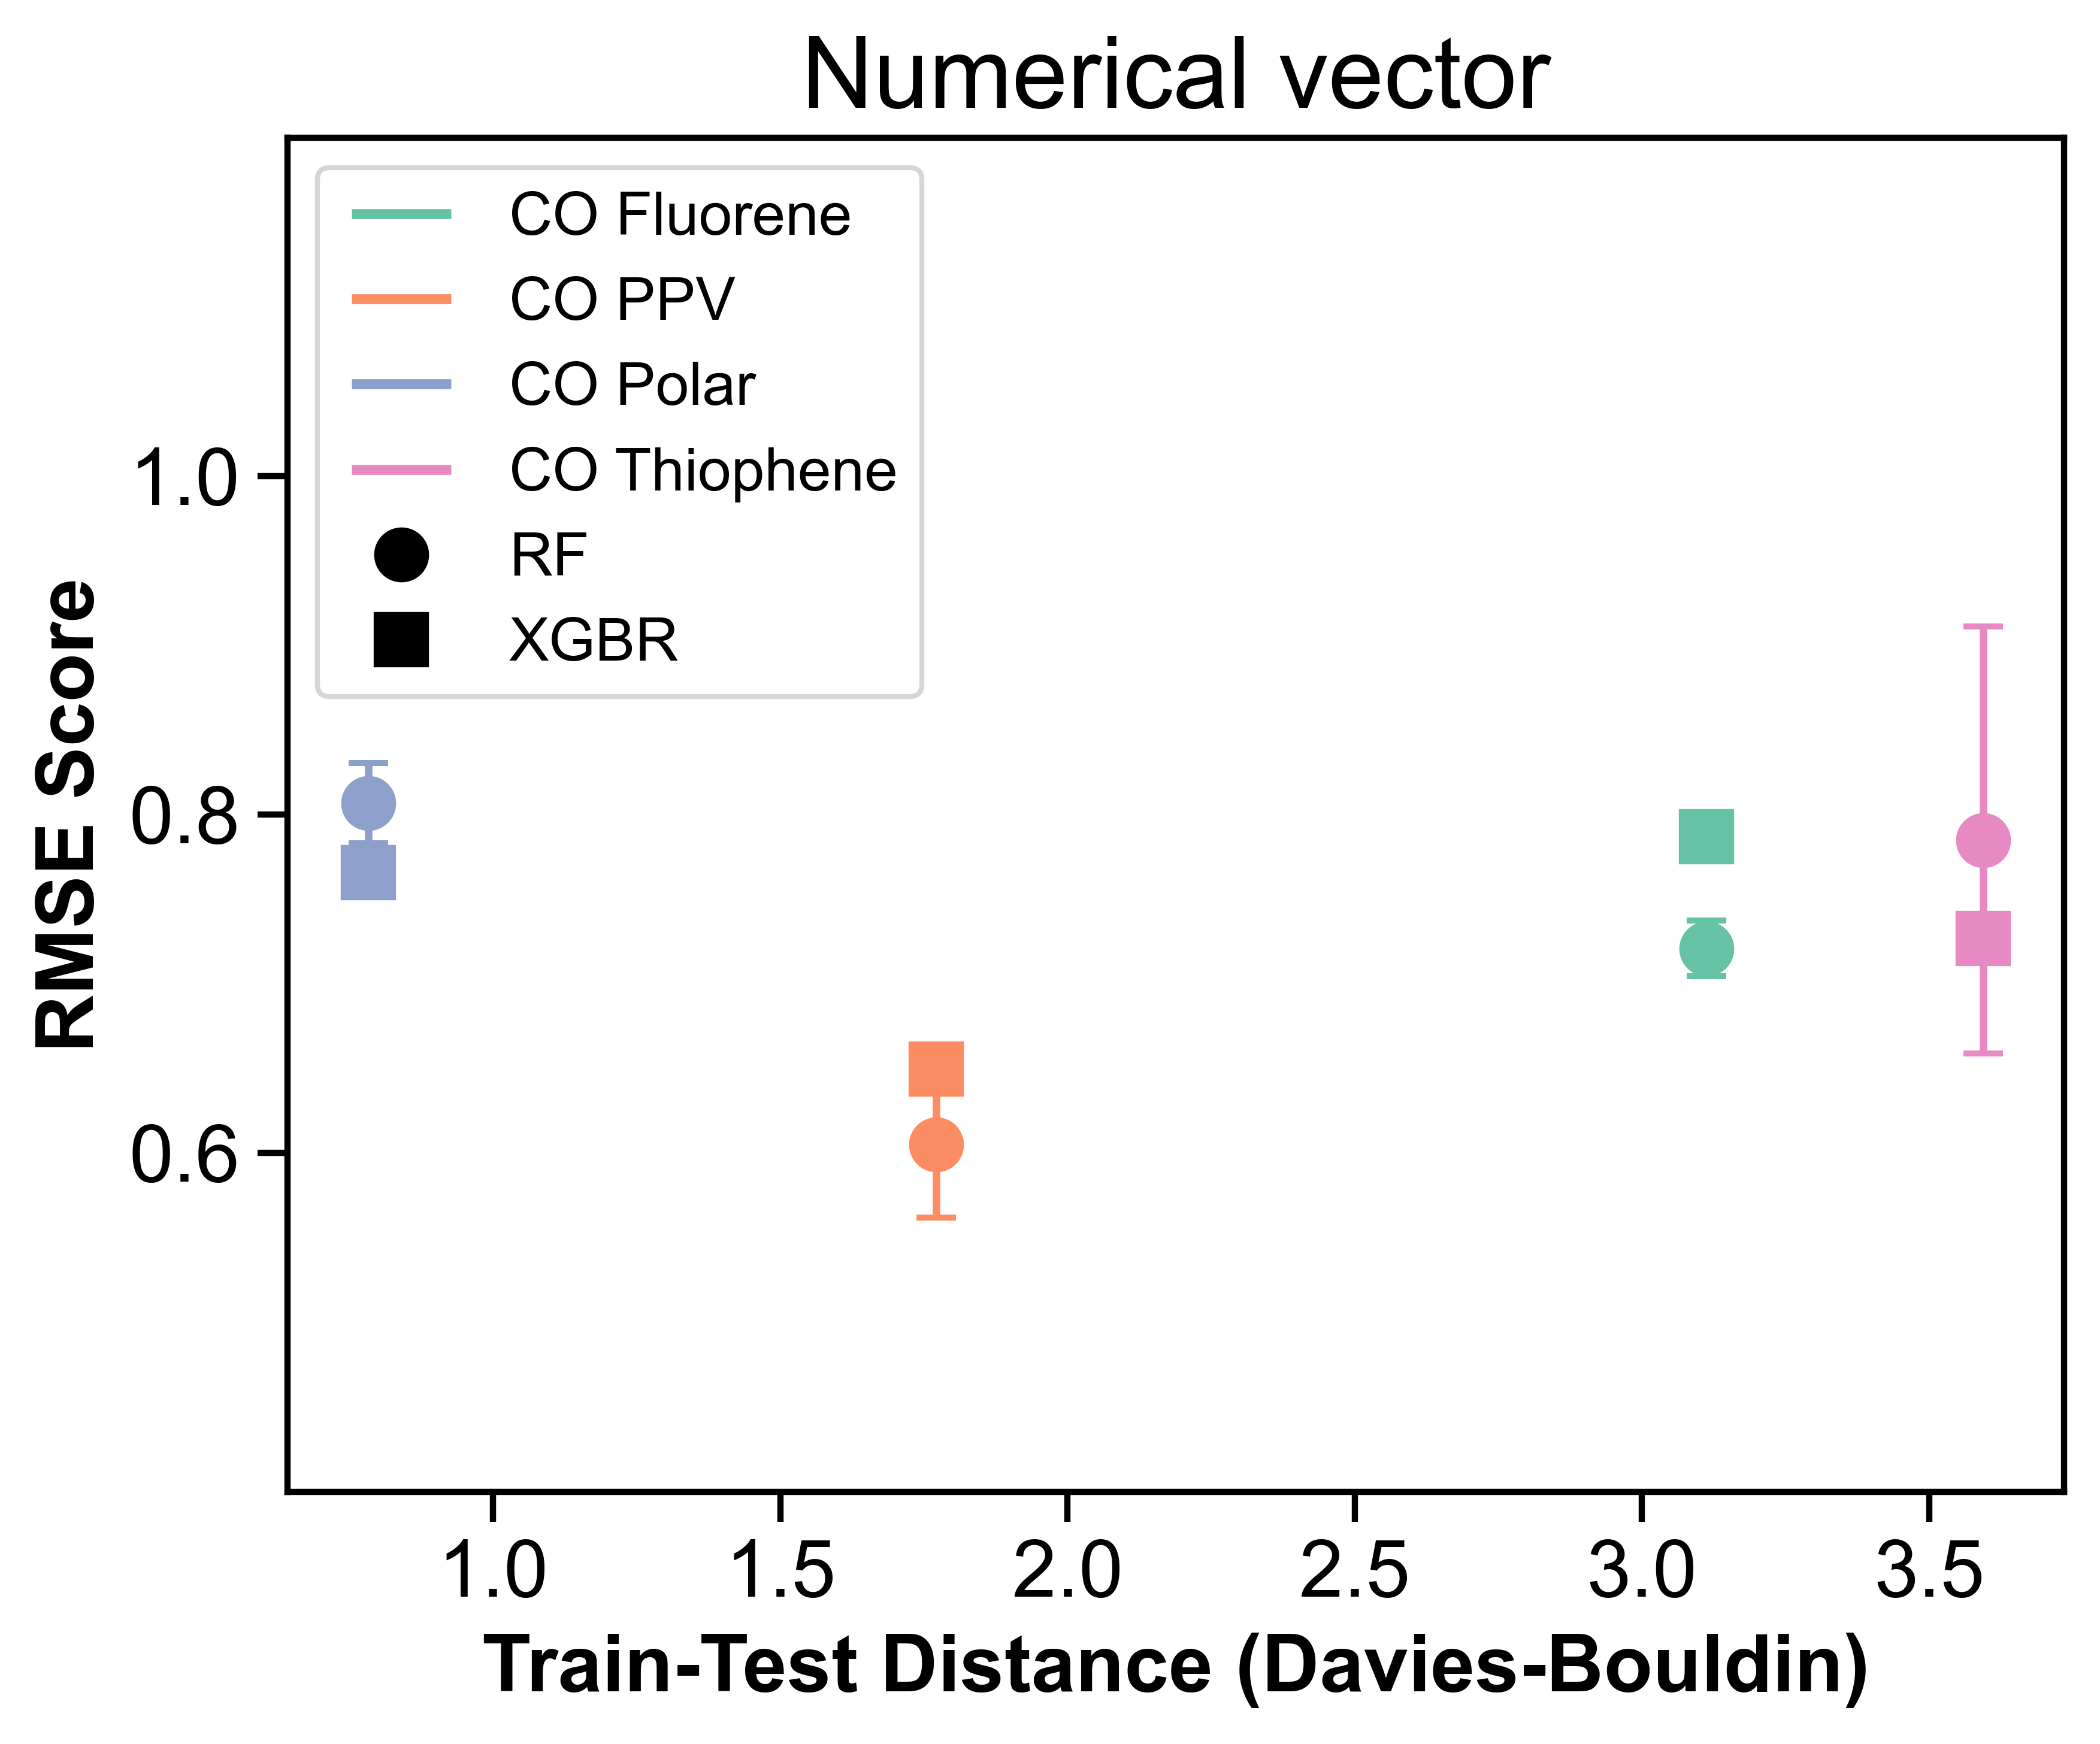 Numerical vector
CO Fluorene
CO PPV
CO Polar
CO Thiophene
RF
XGBR
RMSE Score
1.0
0.8
0.6
1.0 1.5 2.0 2.5 3.0 3.5
Train-Test Distance (Davies-Bouldin)